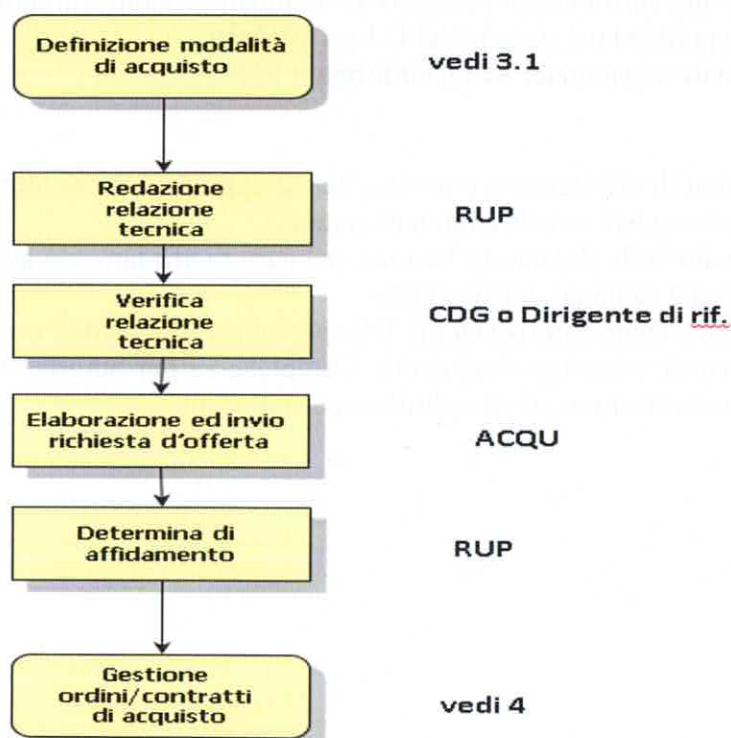 Definizione modalità
di acquisto
vedi 3.1
Redazione
relazione
tecnica
RUP
Verifica
relazione
tecnica
CDG o Dirigente di rif.
Elaborazione ed invio
richiesta d'offerta
ACQU
Determina di
affidamento
RUP
Gestione
ordini/contratti
di acquisto
vedi 4